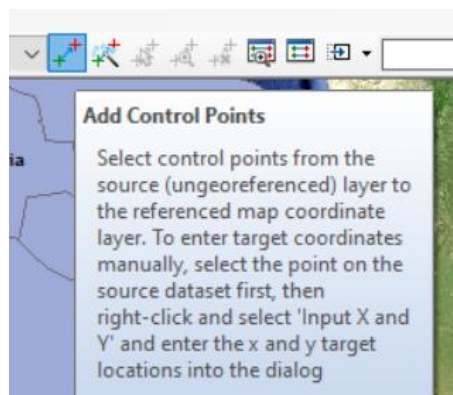 Add Control Points
ia
Select control points from the
source (ungeoreferenced) layer to
the referenced map coordinate
layer. To enter target coordinates
manually, select the point on the
source dataset first, then
right-click and select 'Input X and
Y' and enter the x and y target
locations into the dialog